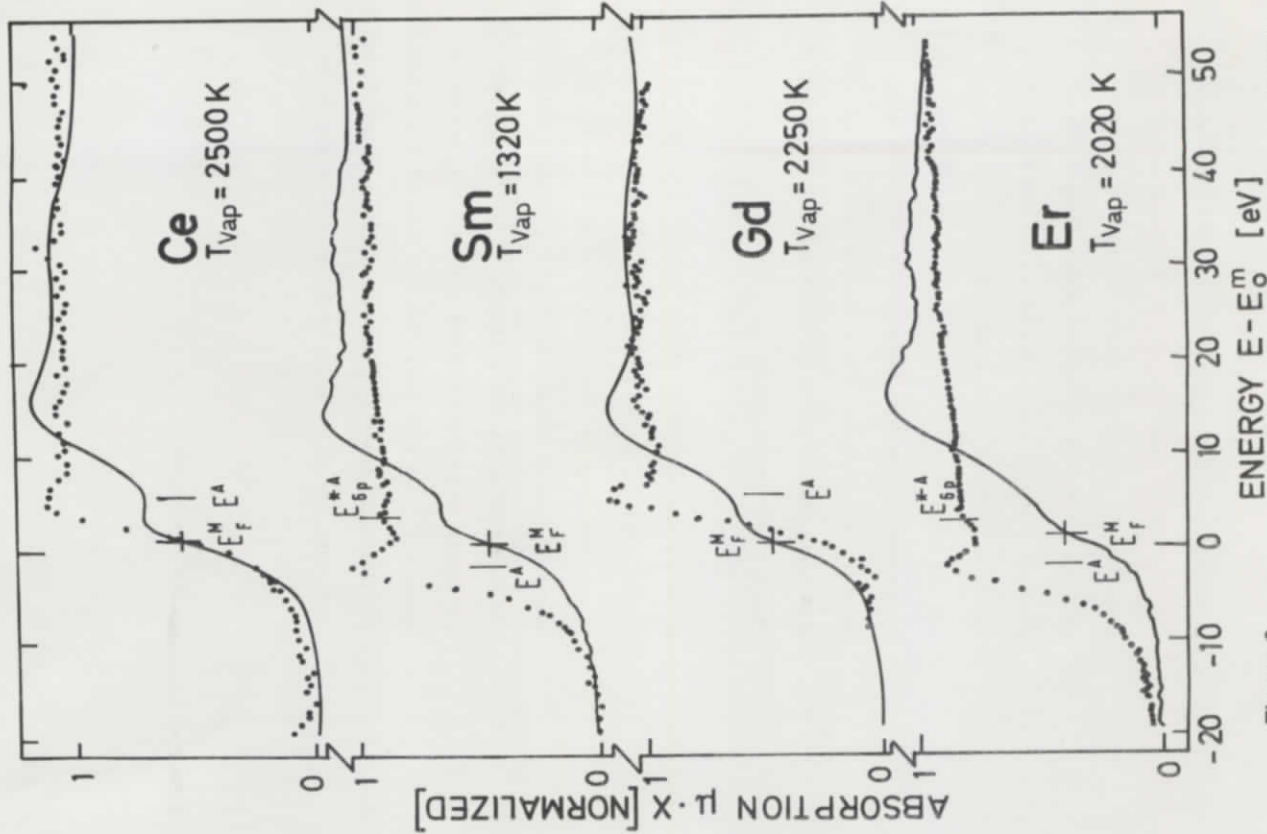 1
0
Ce
T_Vap = 2500 K
E_F^M
E^A
1
0
Sm
T_Vap = 1320 K
E_6p^*-A
E_F^M
E^A
1
0
Gd
T_Vap = 2250 K
E_F^M
E^A
1
0
Er
T_Vap = 2020 K
E_6p^*-A
E_F^M
E^A
-20 -10 0 10 20 30 40 50
ENERGY E - E_o^m [eV]
ABSORPTION μ · X [NORMALIZED]